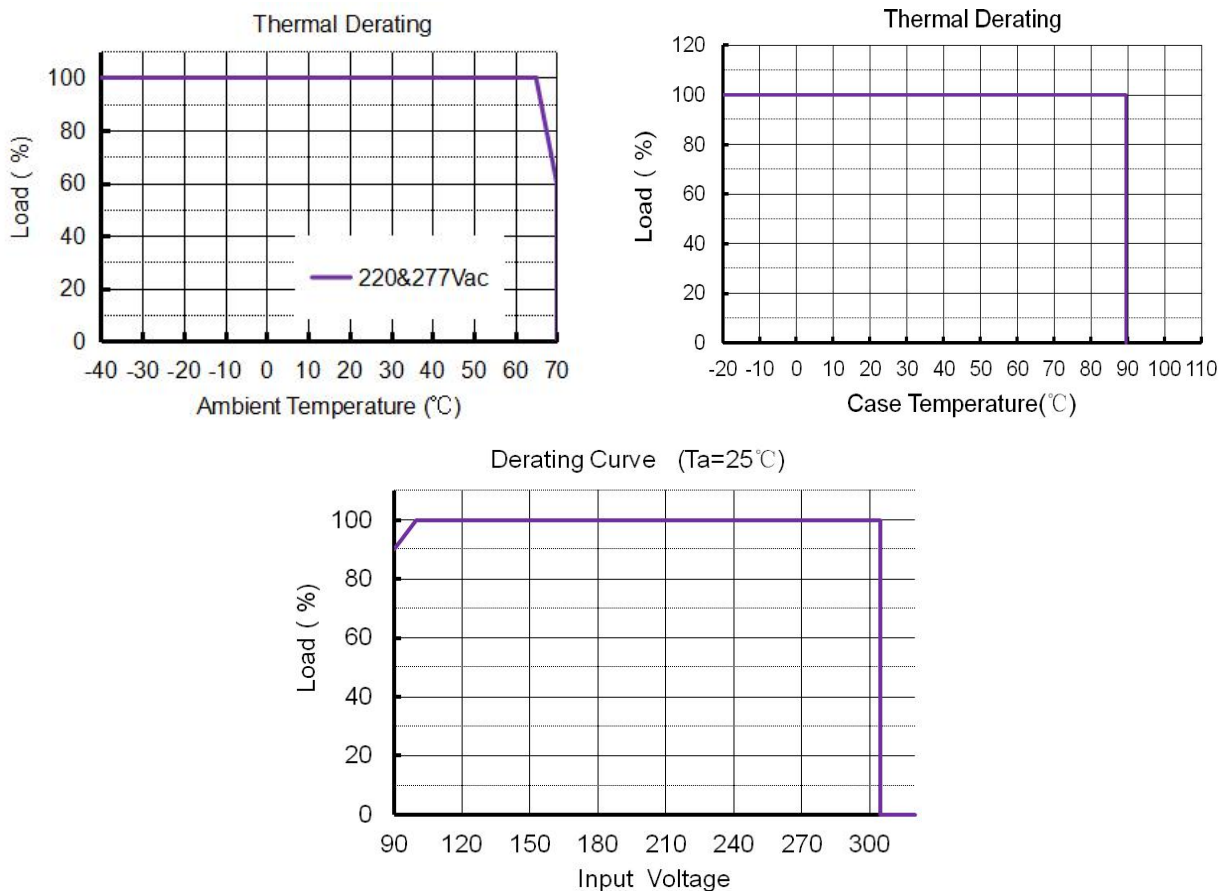 Thermal Derating
100
80
60
40
20
0
Load ( %)
220&277Vac
-40 -30 -20 -10 0 10 20 30 40 50 60 70
Ambient Temperature (℃)
Thermal Derating
120
100
80
60
40
20
0
Load ( %)
-20 -10 0 10 20 30 40 50 60 70 80 90 100 110
Case Temperature(℃)
Derating Curve (Ta=25℃)
100
80
60
40
20
0
Load ( %)
90 120 150 180 210 240 270 300
Input Voltage